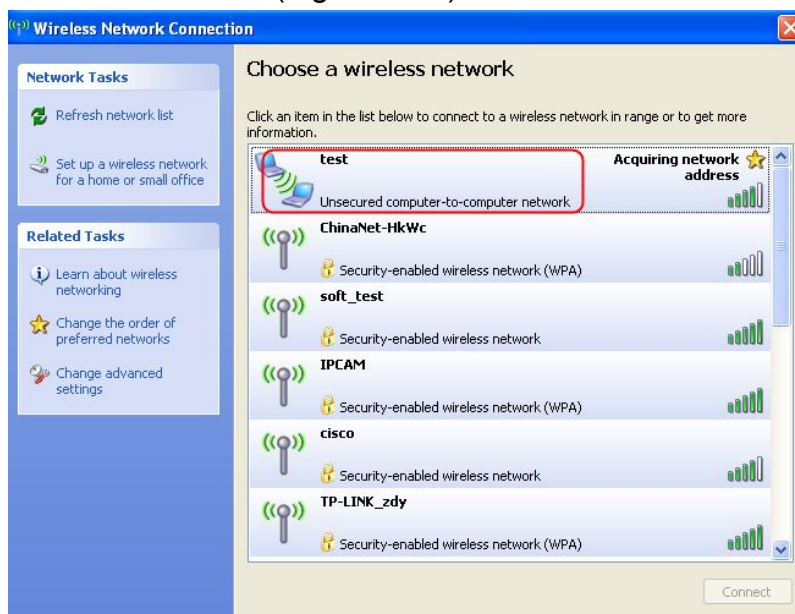 Wireless Network Connection
Network Tasks
Refresh network list
Set up a wireless network
for a home or small office
Related Tasks
Learn about wireless
networking
Change the order of
preferred networks
Change advanced
settings
Choose a wireless network
Click an item in the list below to connect to a wireless network in range or to get more
information.
test
Acquiring network
address
Unsecured computer-to-computer network
ChinaNet-HkWc
Security-enabled wireless network (WPA)
soft_test
Security-enabled wireless network
IPCAM
Security-enabled wireless network (WPA)
cisco
Security-enabled wireless network
TP-LINK_zdy
Security-enabled wireless network (WPA)
Connect